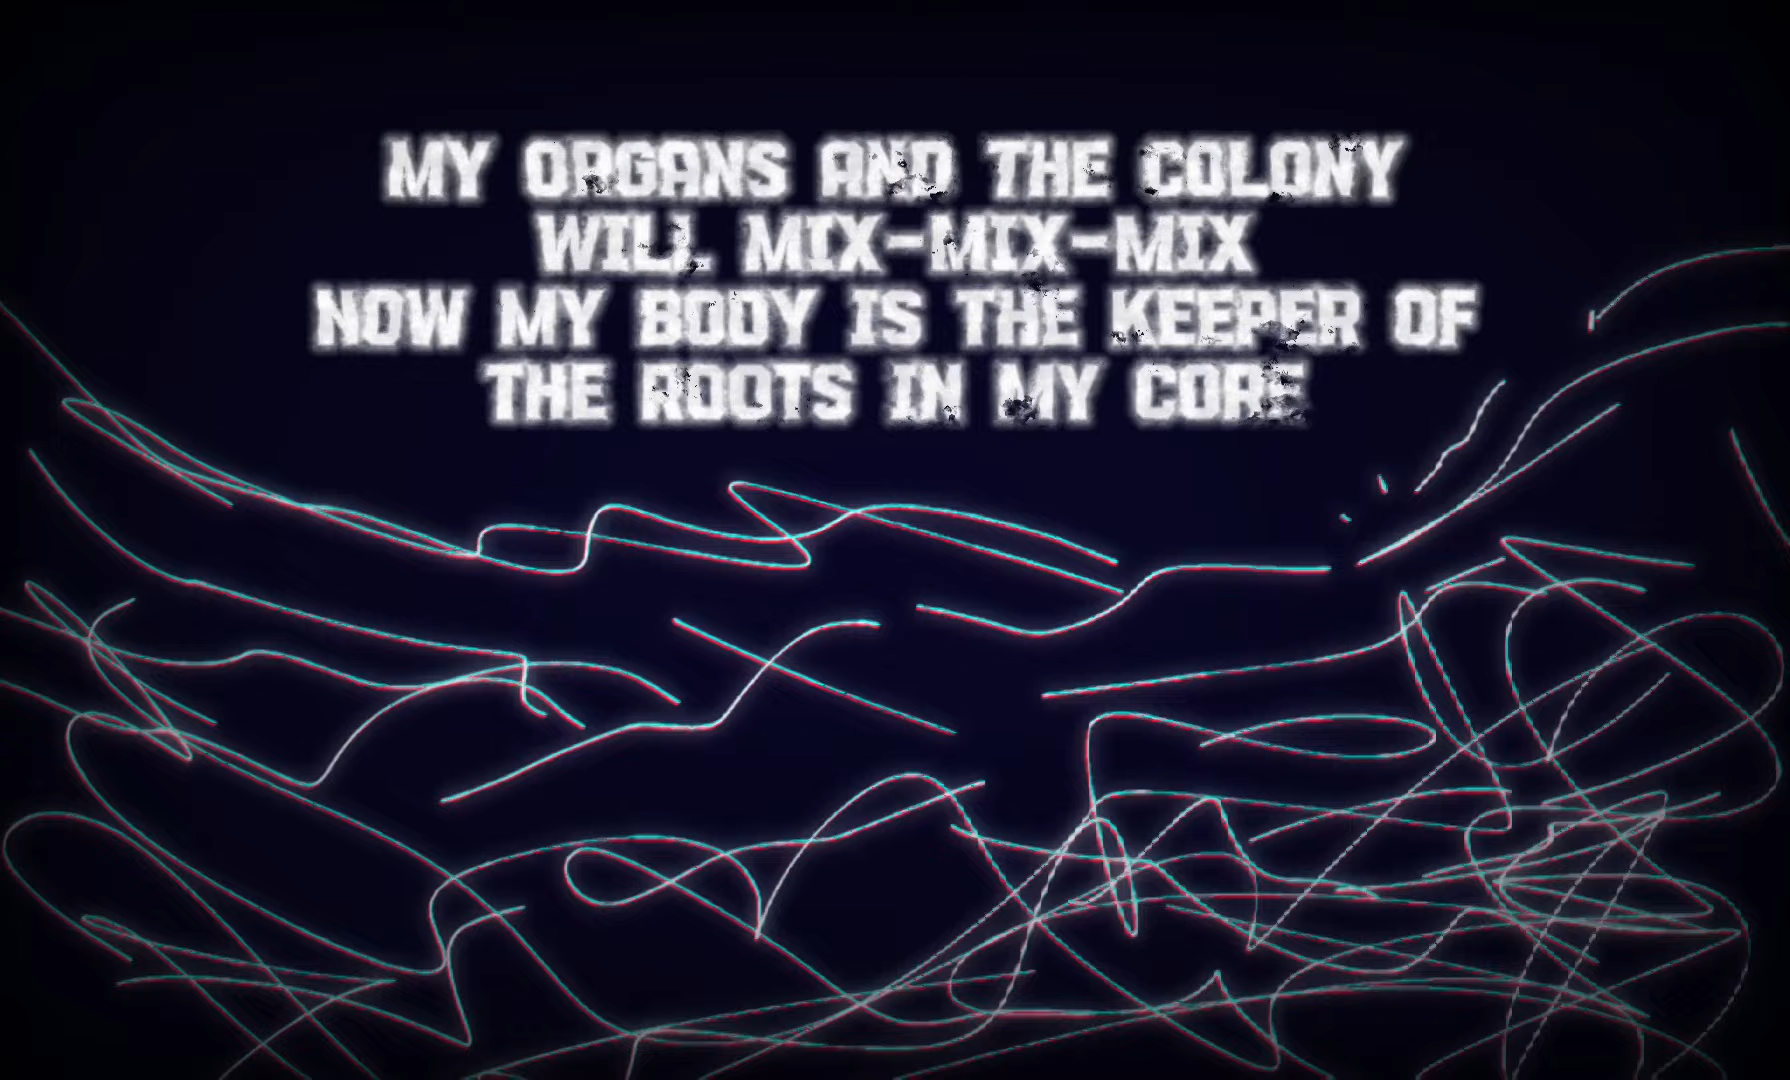 MY ORGANS AND THE COLONY
WILL MIX-MIX-MIX
NOW MY BODY IS THE KEEPER OF
THE ROOTS IN MY CORE